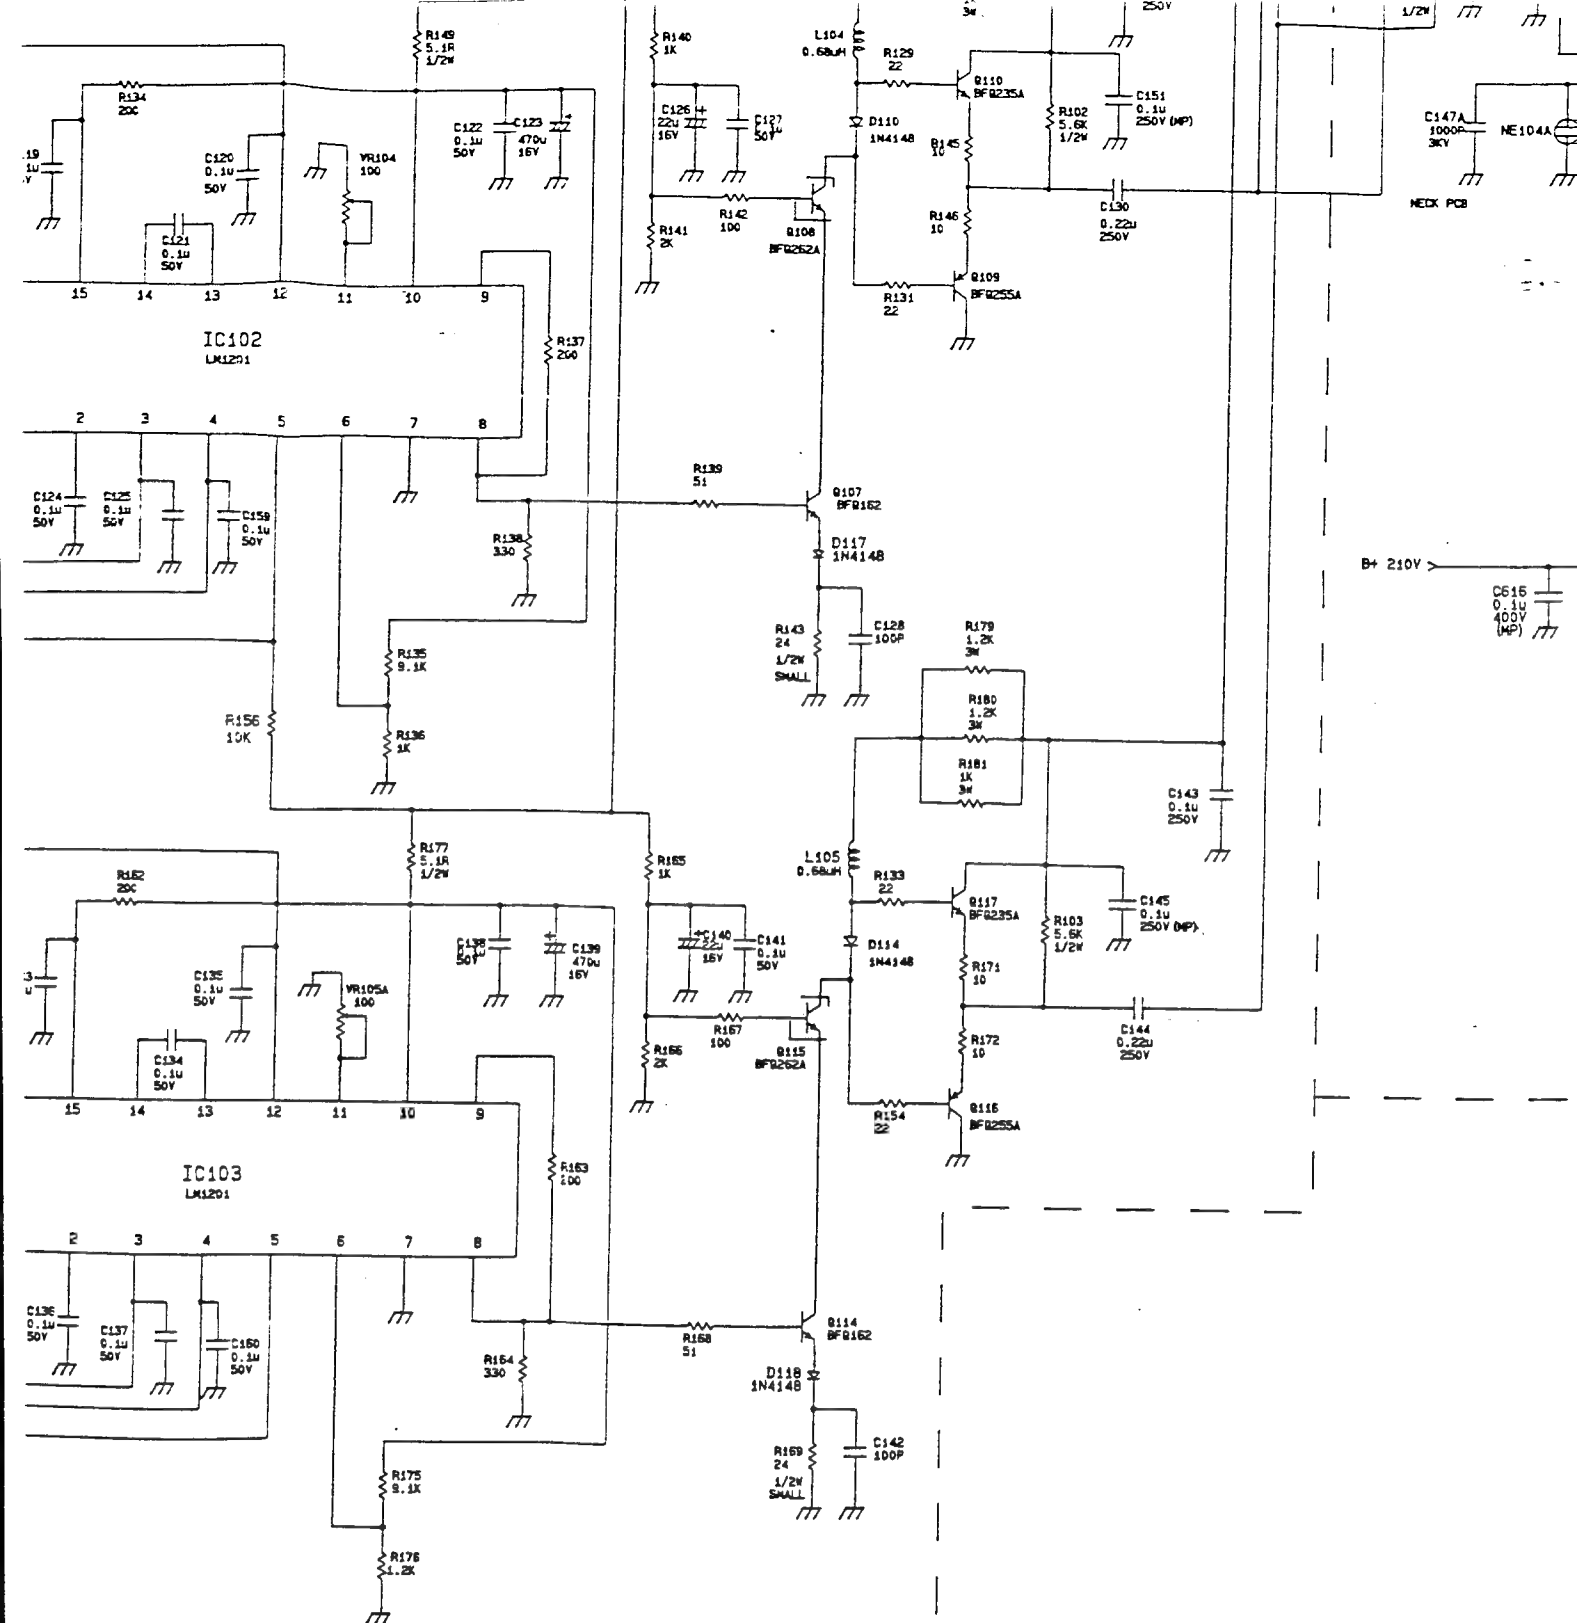 3W
250V
1/2W
R149
5.1R
1/2W
R140
1K
L104
0.68uH
R129
22
Q110
BFQ235A
R134
200
C122
0.1u
50V
C123
470u
16V
C126
22u
16V
C127
50V
D110
1N4148
R102
5.6K
1/2W
C151
0.1u
250V(MP)
C147A
1000P
3KV
NE104A
C120
0.1u
50V
VR104
100
R145
10
C121
0.1u
50V
R141
2K
R142
100
Q108
BFQ262A
R146
10
C130
0.22u
250V
NECK PCB
15 14 13 12 11 10 9
R131
22
Q109
BFQ255A
IC102
LM1201
R137
200
2 3 4 5 6 7 8
C124
0.1u
50V
C125
0.1u
50V
C159
0.1u
50V
R138
330
R139
51
Q107
BFQ162
D117
1N4148
B+ 210V
C616
0.1u
400V
(MP)
R143
24
1/2W
SMALL
C128
100P
R135
9.1K
R136
1K
R156
10K
R179
1.2K
3W
R180
1.2K
3W
R181
1K
3W
C143
0.1u
250V
R177
5.1R
1/2W
R165
1K
L105
0.68uH
R133
22
Q117
BFQ235A
R162
200
C138
50V
C139
470u
16V
C140
22u
16V
C141
0.1u
50V
D114
1N4148
R103
5.6K
1/2W
C145
0.1u
250V(MP)
C135
0.1u
50V
VR105A
100
R171
10
C134
0.1u
50V
R166
2K
R167
100
Q115
BFQ262A
R172
10
C144
0.22u
250V
15 14 13 12 11 10 9
R154
22
Q116
BFQ255A
IC103
LM1201
R163
200
2 3 4 5 6 7 8
C136
0.1u
50V
C137
0.1u
50V
C160
0.1u
50V
R164
330
R168
51
Q114
BFQ162
D118
1N4148
R169
24
1/2W
SMALL
C142
100P
R175
9.1K
R176
1.2K